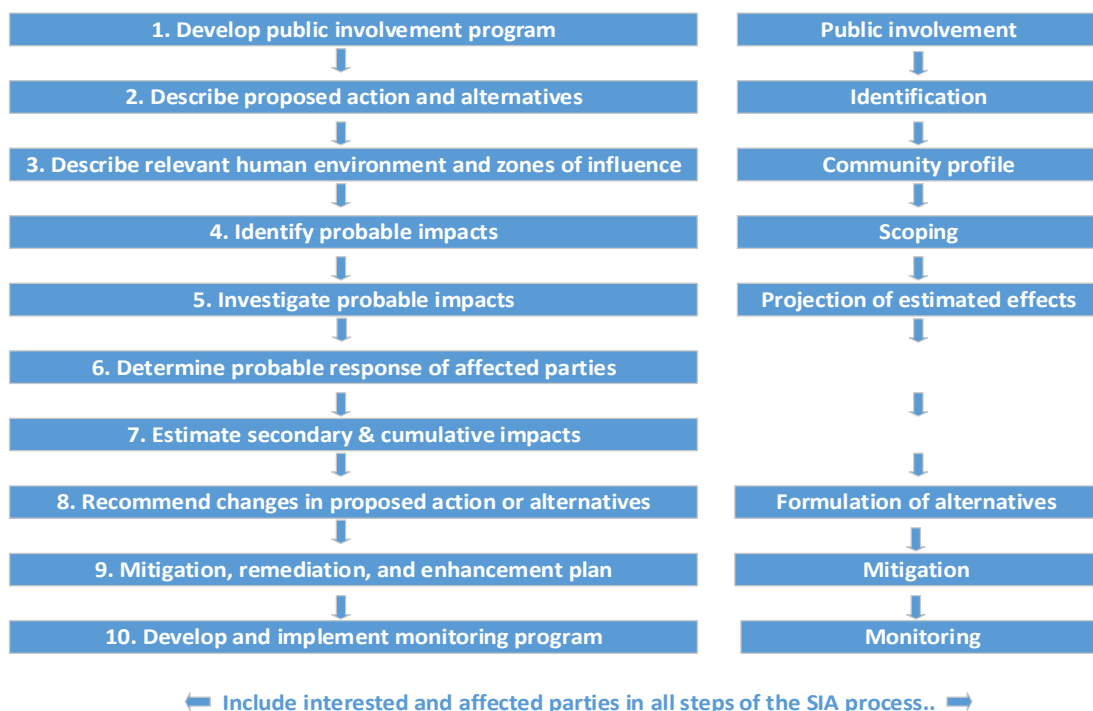 1. Develop public involvement program
Public involvement
2. Describe proposed action and alternatives
Identification
3. Describe relevant human environment and zones of influence
Community profile
4. Identify probable impacts
Scoping
5. Investigate probable impacts
Projection of estimated effects
6. Determine probable response of affected parties
7. Estimate secondary & cumulative impacts
8. Recommend changes in proposed action or alternatives
Formulation of alternatives
9. Mitigation, remediation, and enhancement plan
Mitigation
10. Develop and implement monitoring program
Monitoring
Include interested and affected parties in all steps of the SIA process..